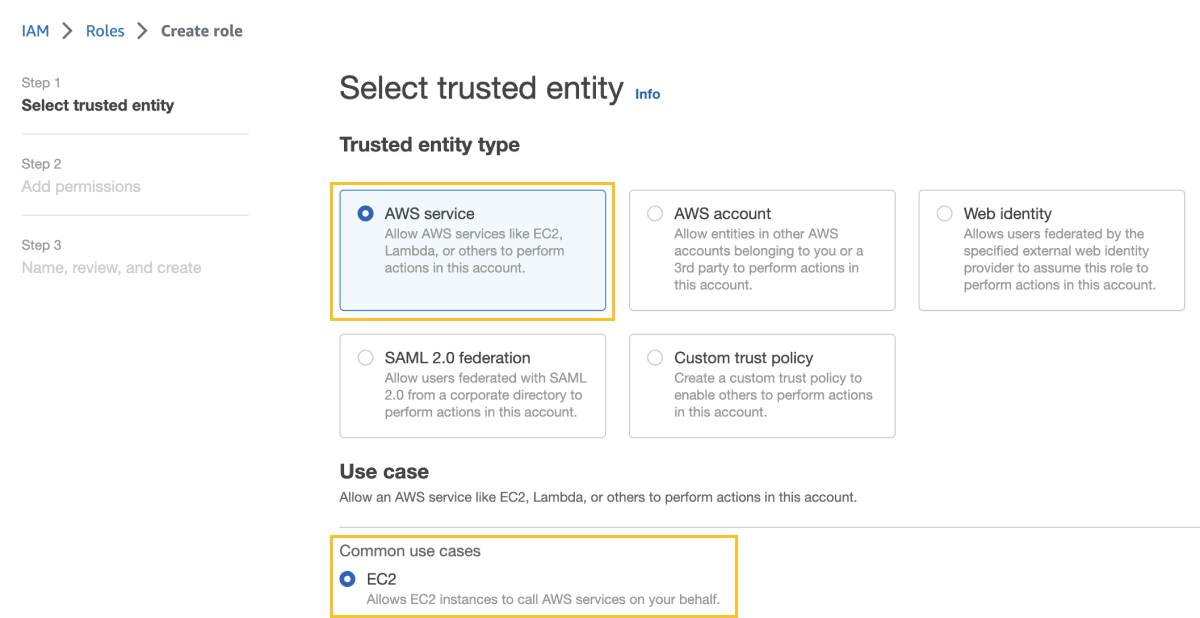 IAM > Roles > Create role
Step 1
Select trusted entity
Step 2
Add permissions
Step 3
Name, review, and create
Select trusted entity Info
Trusted entity type
AWS service
Allow AWS services like EC2,
Lambda, or others to perform
actions in this account.
AWS account
Allow entities in other AWS
accounts belonging to you or a
3rd party to perform actions in
this account.
Web identity
Allows users federated by the
specified external web identity
provider to assume this role to
perform actions in this account.
SAML 2.0 federation
Allow users federated with SAML
2.0 from a corporate directory to
perform actions in this account.
Custom trust policy
Create a custom trust policy to
enable others to perform actions
in this account.
Use case
Allow an AWS service like EC2, Lambda, or others to perform actions in this account.
Common use cases
EC2
Allows EC2 instances to call AWS services on your behalf.